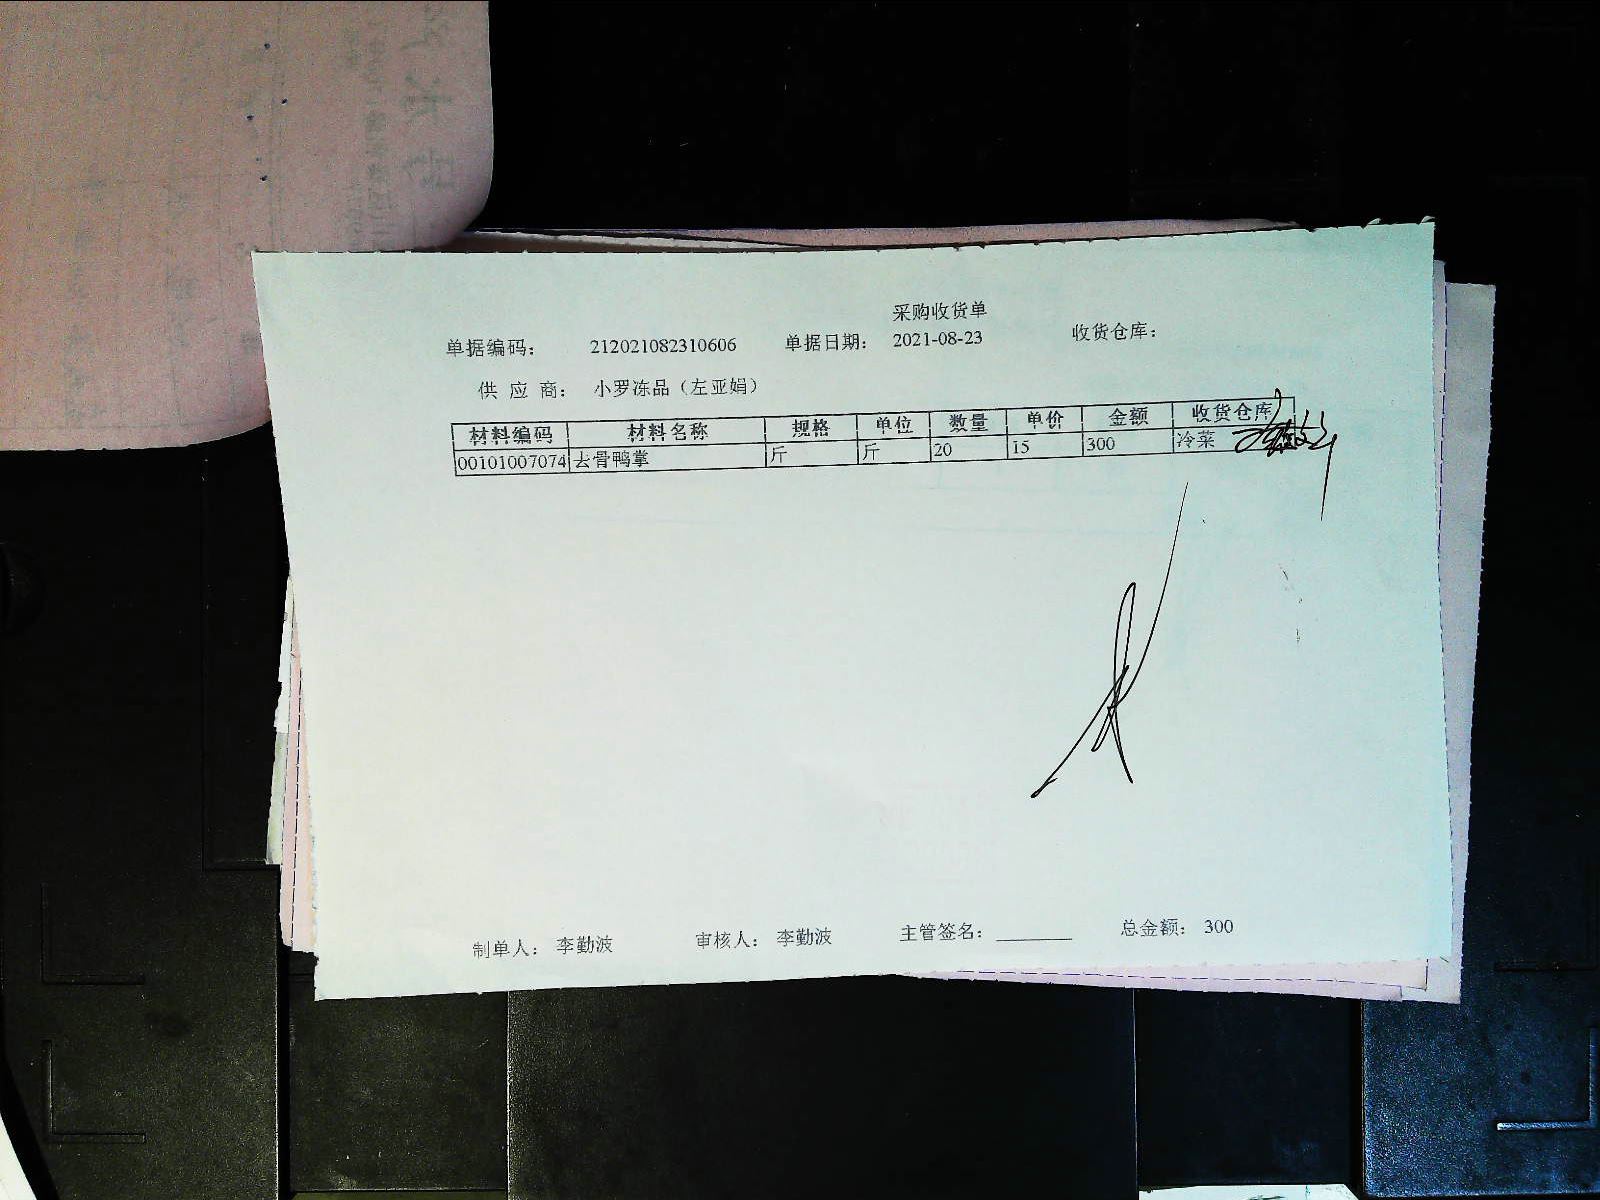 采购收货单
单据编码： 212021082310606 单据日期： 2021-08-23 收货仓库：
供 应 商： 小罗冻品（左亚娟）
材料编码 材料名称 规格 单位 数量 单价 金额 收货仓库
00101007074 去骨鸭掌 斤 斤 20 15 300 冷菜
制单人： 李勤波 审核人： 李勤波 主管签名：________ 总金额： 300